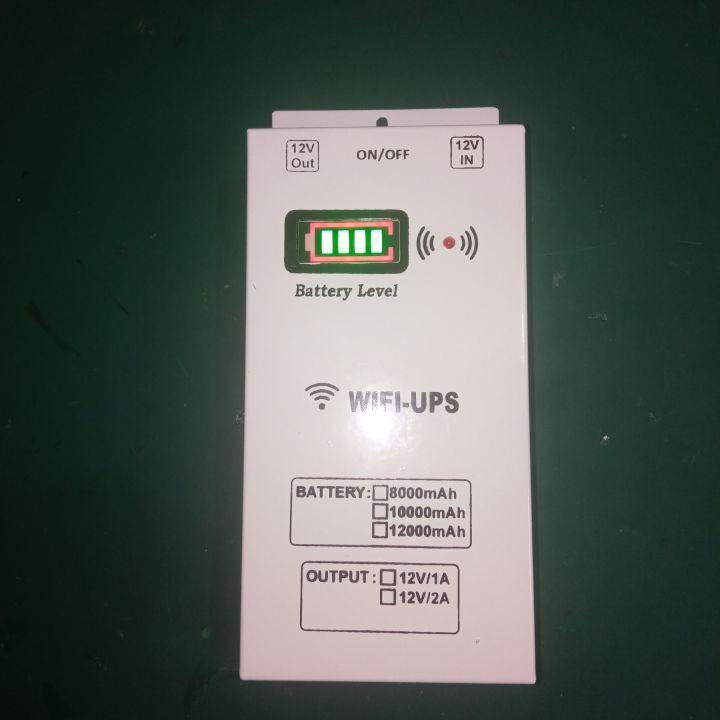 12V
Out
ON/OFF
12V
IN
Battery Level
WIFI-UPS
BATTERY: 8000mAh
10000mAh
12000mAh
OUTPUT: 12V/1A
12V/2A